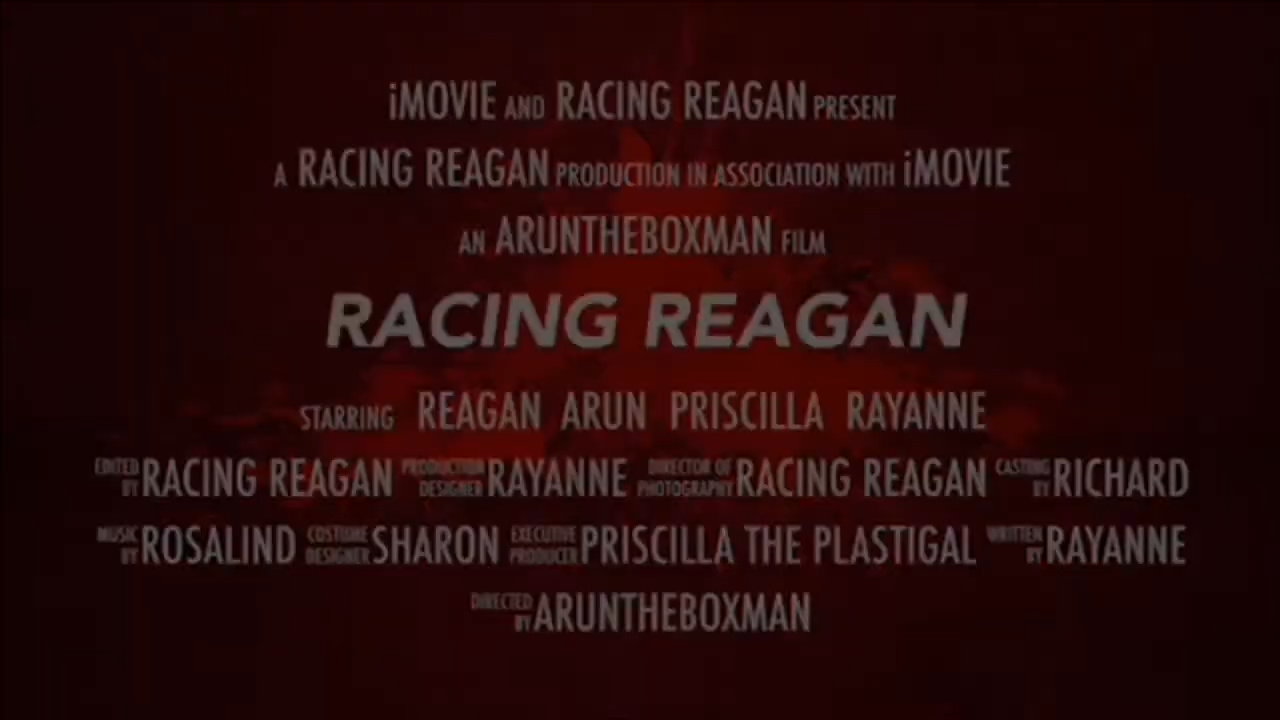 iMOVIE AND RACING REAGAN PRESENT
A RACING REAGAN PRODUCTION IN ASSOCIATION WITH iMOVIE
AN ARUNTHEBOXMAN FILM
RACING REAGAN
STARRING REAGAN ARUN PRISCILLA RAYANNE
EDITED BY RACING REAGAN PRODUCTION DESIGNER RAYANNE DIRECTOR OF PHOTOGRAPHY RACING REAGAN CASTING BY RICHARD
MUSIC BY ROSALIND COSTUME DESIGNER SHARON EXECUTIVE PRODUCER PRISCILLA THE PLASTIGAL WRITTEN BY RAYANNE
DIRECTED BY ARUNTHEBOXMAN